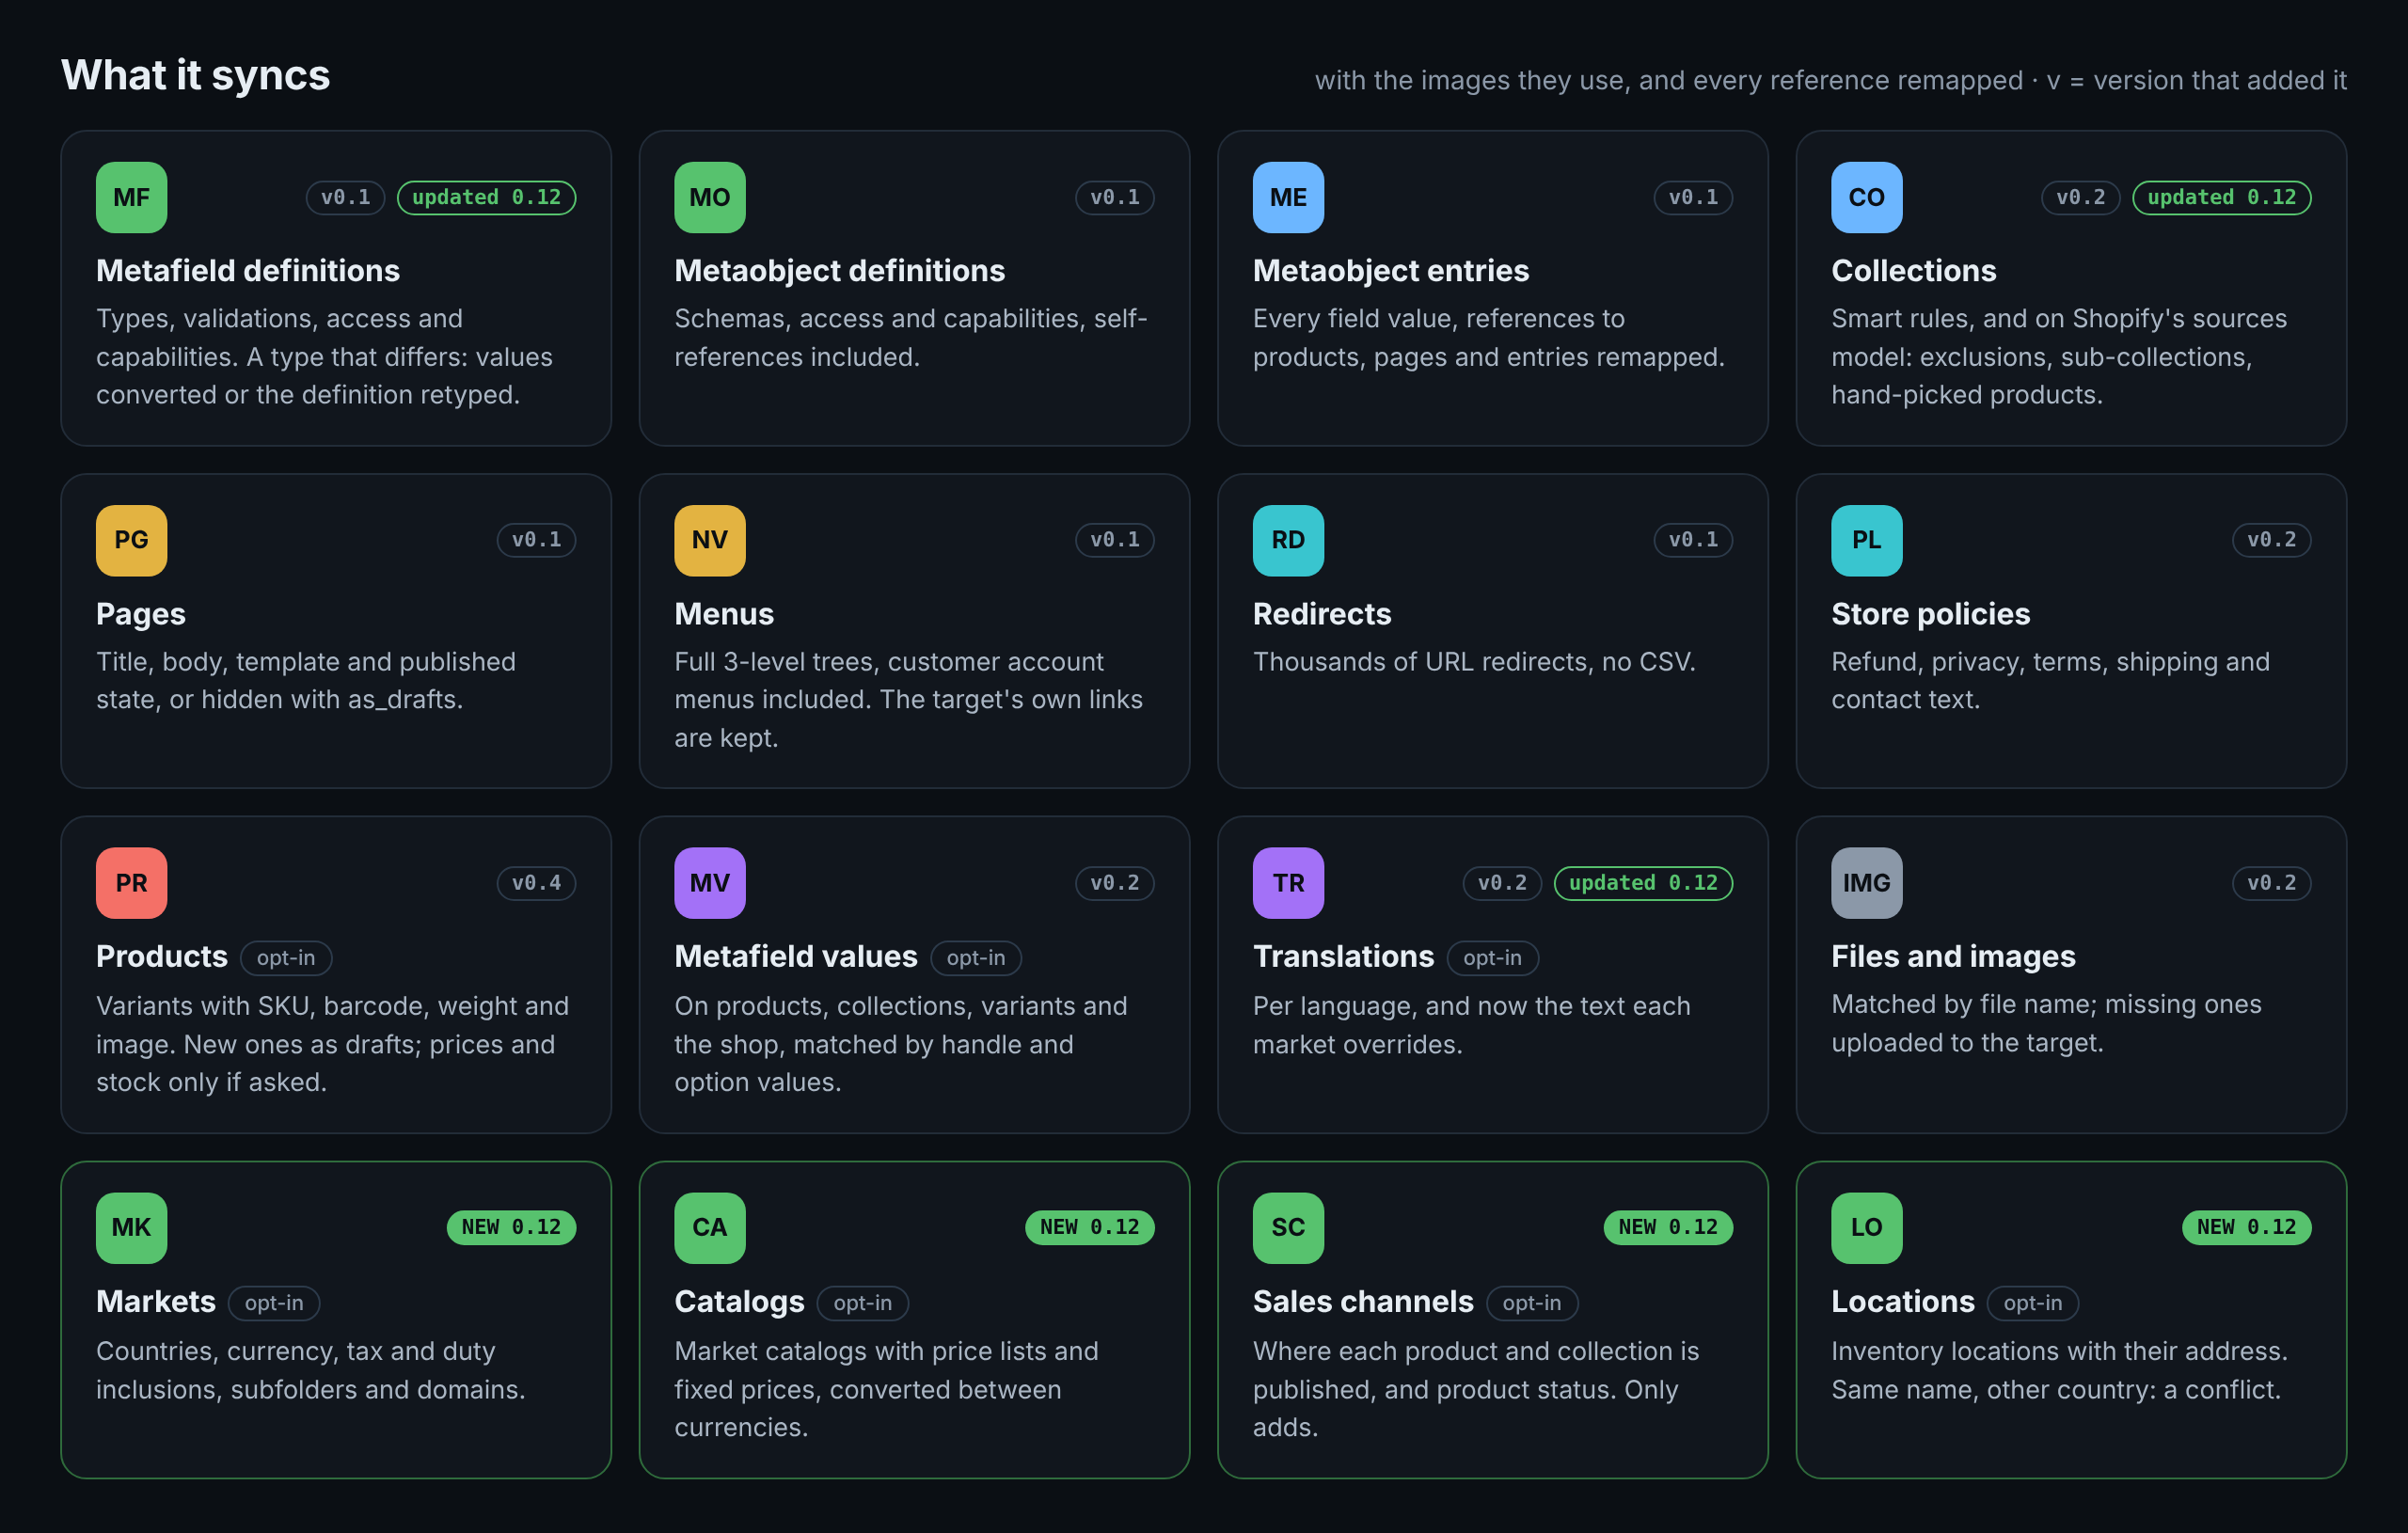 What it syncs
with the images they use, and every reference remapped · v = version that added it
MF
v0.1
updated 0.12
Metafield definitions
Types, validations, access and
capabilities. A type that differs: values
converted or the definition retyped.
MO
v0.1
Metaobject definitions
Schemas, access and capabilities, self-
references included.
ME
v0.1
Metaobject entries
Every field value, references to
products, pages and entries remapped.
CO
v0.2
updated 0.12
Collections
Smart rules, and on Shopify's sources
model: exclusions, sub-collections,
hand-picked products.
PG
v0.1
Pages
Title, body, template and published
state, or hidden with as_drafts.
NV
v0.1
Menus
Full 3-level trees, customer account
menus included. The target's own links
are kept.
RD
v0.1
Redirects
Thousands of URL redirects, no CSV.
PL
v0.2
Store policies
Refund, privacy, terms, shipping and
contact text.
PR
v0.4
Products opt-in
Variants with SKU, barcode, weight and
image. New ones as drafts; prices and
stock only if asked.
MV
v0.2
Metafield values opt-in
On products, collections, variants and
the shop, matched by handle and
option values.
TR
v0.2
updated 0.12
Translations opt-in
Per language, and now the text each
market overrides.
IMG
v0.2
Files and images
Matched by file name; missing ones
uploaded to the target.
MK
NEW 0.12
Markets opt-in
Countries, currency, tax and duty
inclusions, subfolders and domains.
CA
NEW 0.12
Catalogs opt-in
Market catalogs with price lists and
fixed prices, converted between
currencies.
SC
NEW 0.12
Sales channels opt-in
Where each product and collection is
published, and product status. Only
adds.
LO
NEW 0.12
Locations opt-in
Inventory locations with their address.
Same name, other country: a conflict.